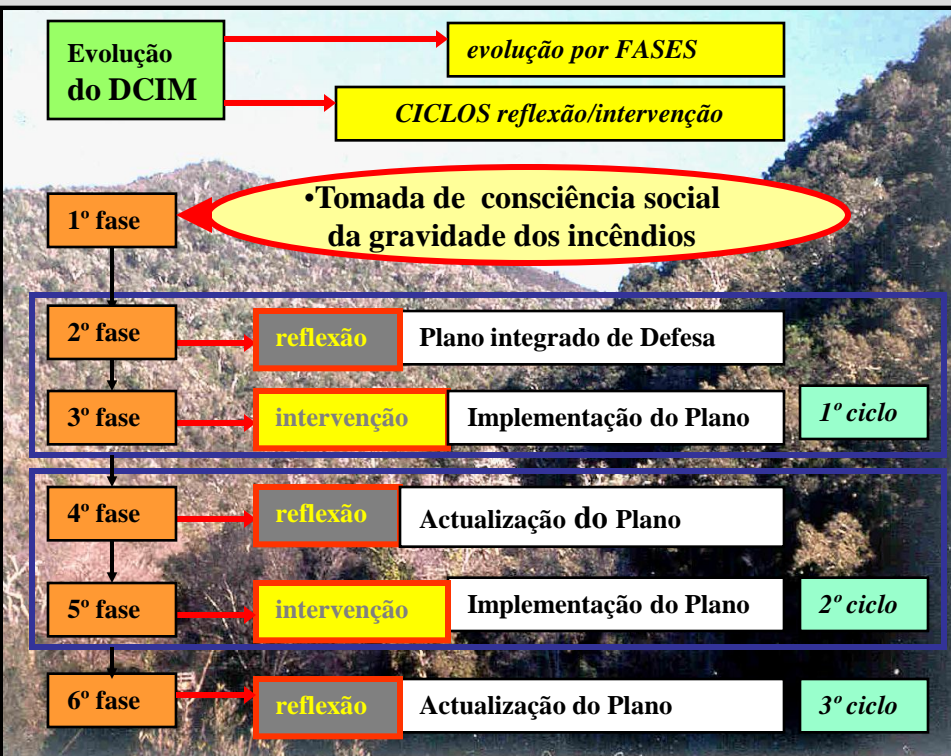 Evolução
do DCIM
evolução por FASES
CICLOS reflexão/intervenção
•Tomada de consciência social
da gravidade dos incêndios
1º fase
2º fase
reflexão
Plano integrado de Defesa
3º fase
intervenção
Implementação do Plano
1º ciclo
4º fase
reflexão
Actualização do Plano
5º fase
intervenção
Implementação do Plano
2º ciclo
6º fase
reflexão
Actualização do Plano
3º ciclo